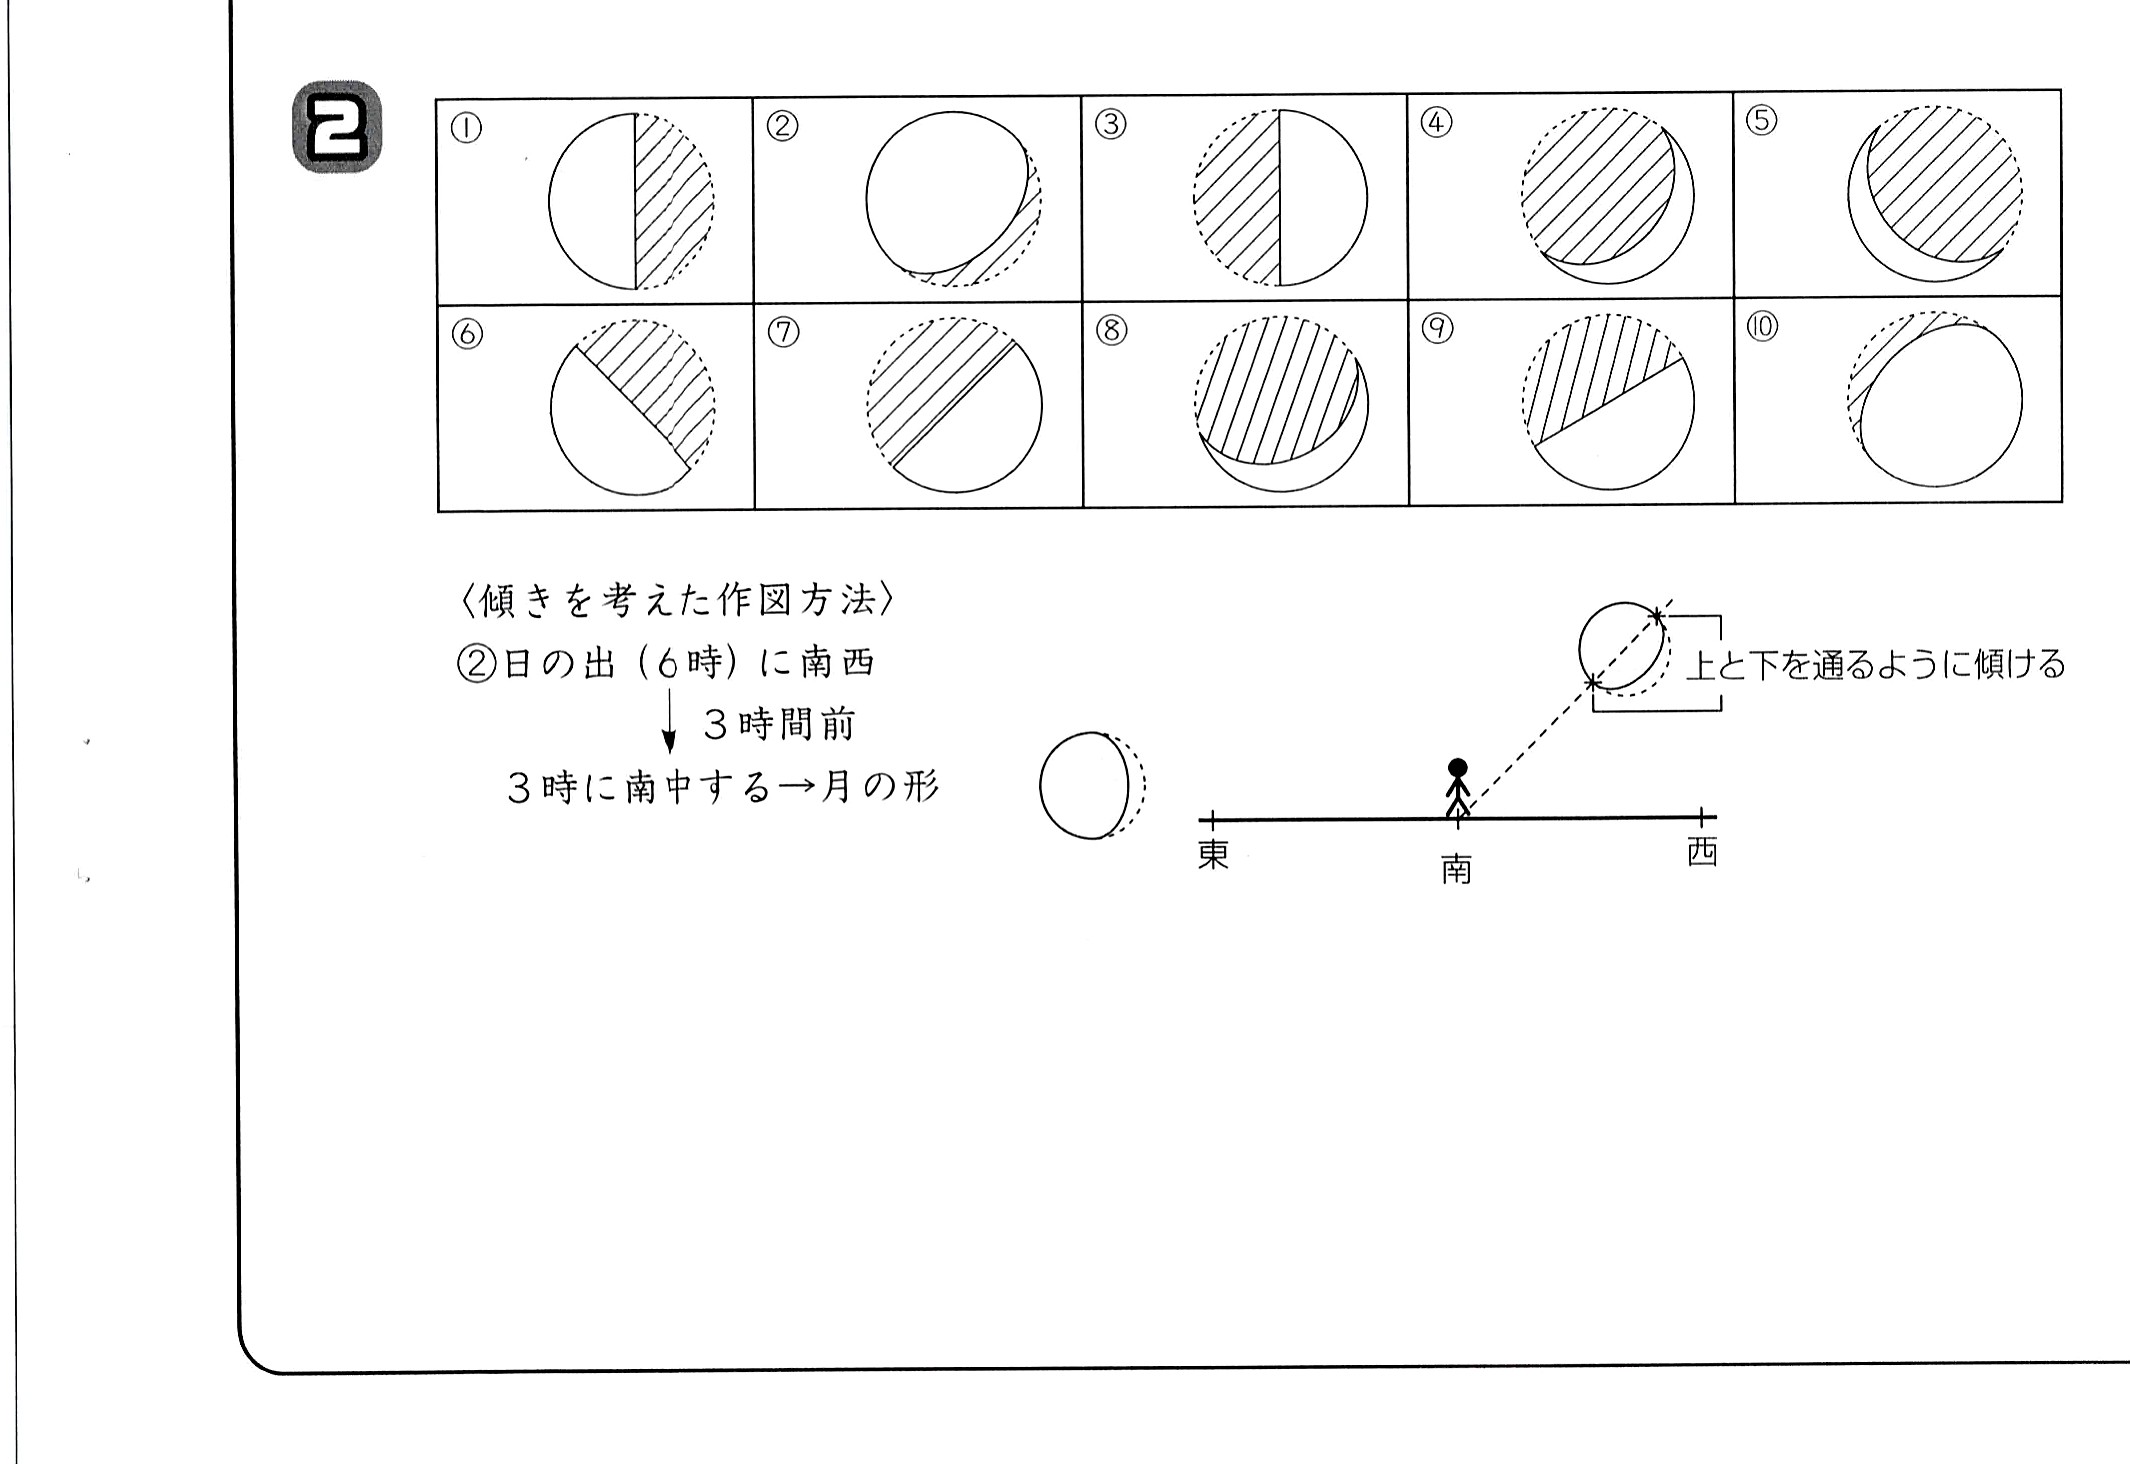 2
① ② ③ ④ ⑤
⑥ ⑦ ⑧ ⑨ ⑩
〈傾きを考えた作図方法〉
②日の出（6時）に南西
3時間前
3時に南中する→月の形
上と下を通るように傾ける
東 南 西